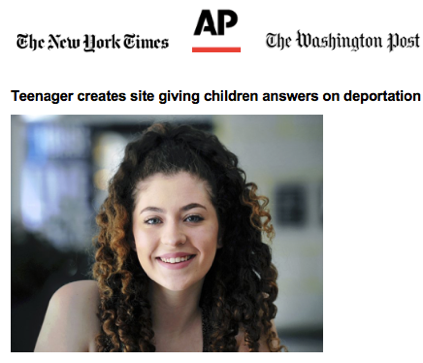 The New York Times
AP
The Washington Post
Teenager creates site giving children answers on deportation